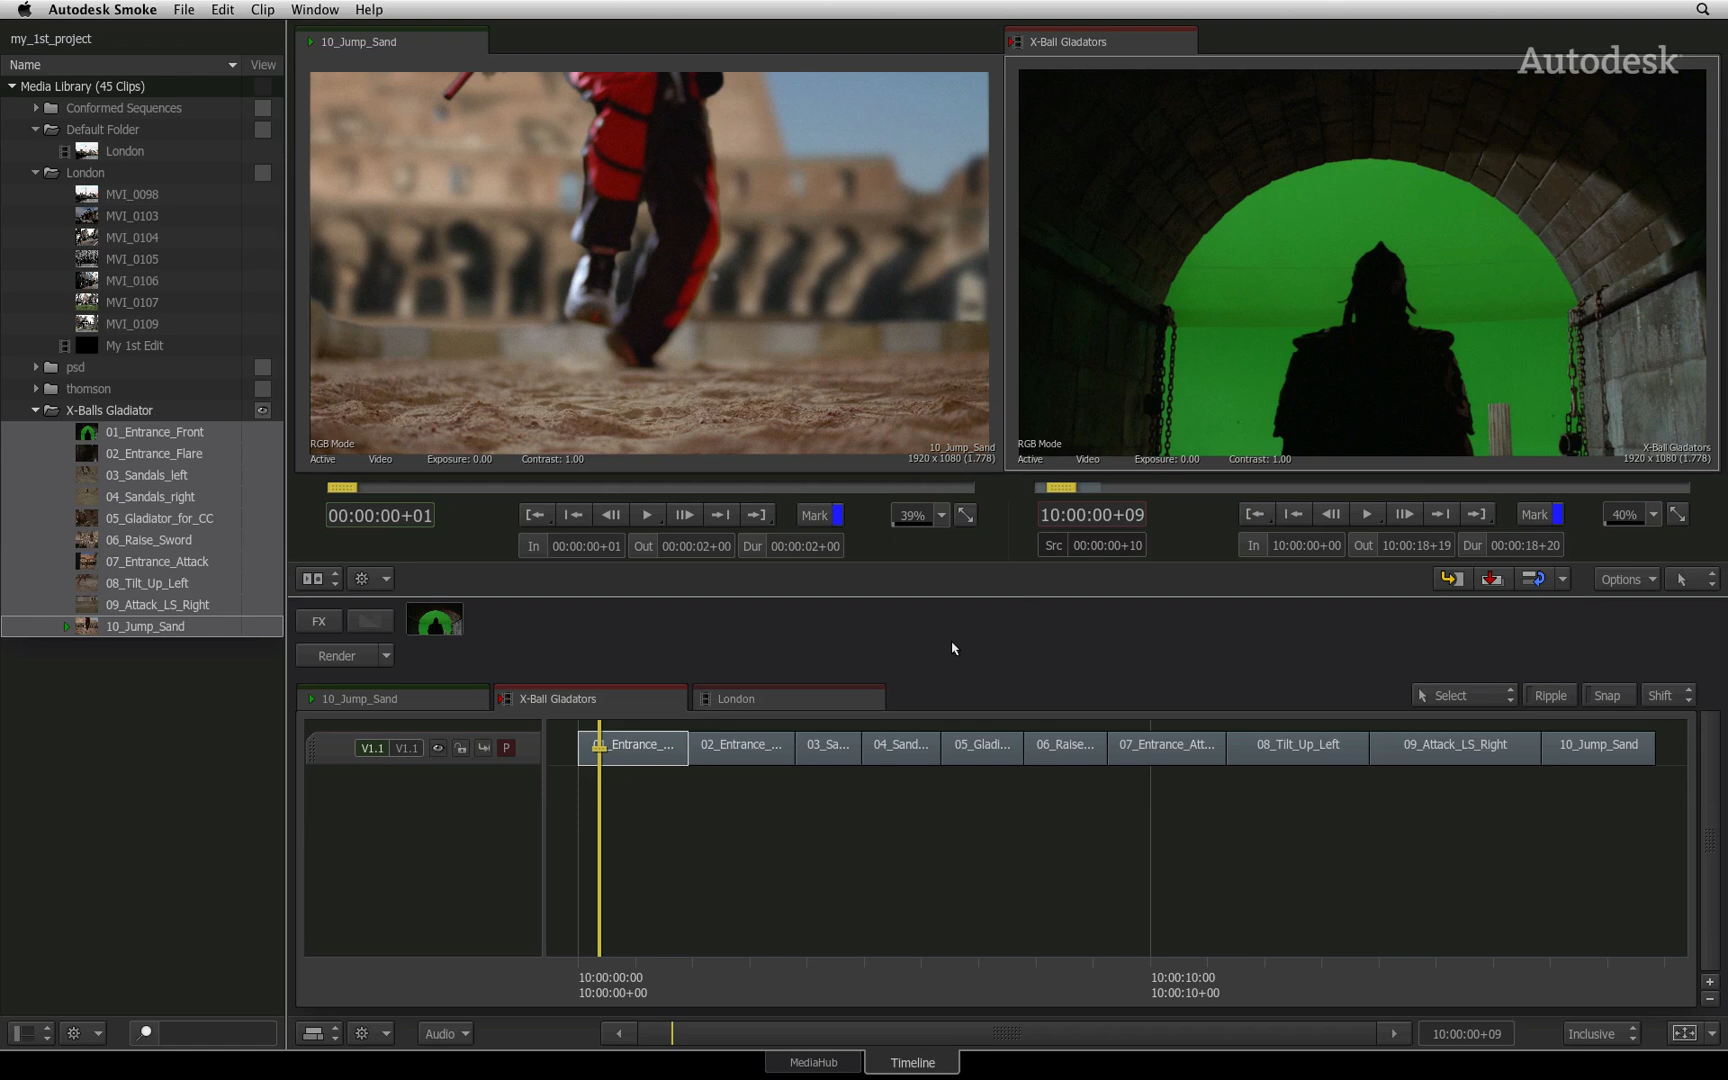 Autodesk Smoke File Edit Clip Window Help
my_1st_project
Name View
Media Library (45 Clips)
Conformed Sequences
Default Folder
London
London
MVI_0098
MVI_0103
MVI_0104
MVI_0105
MVI_0106
MVI_0107
MVI_0109
My 1st Edit
psd
thomson
X-Balls Gladiator
01_Entrance_Front
02_Entrance_Flare
03_Sandals_left
04_Sandals_right
05_Gladiator_for_CC
06_Raise_Sword
07_Entrance_Attack
08_Tilt_Up_Left
09_Attack_LS_Right
10_Jump_Sand
10_Jump_Sand
RGB Mode 10_Jump_Sand
Active Video Exposure: 0.00 Contrast: 1.00 1920 x 1080 (1.778)
00:00:00+01 Mark 39%
In 00:00:00+01 Out 00:00:02+00 Dur 00:00:02+00
X-Ball Gladators
Autodesk
RGB Mode X-Ball Gladators
Active Video Exposure: 0.00 Contrast: 1.00 1920 x 1080 (1.778)
10:00:00+09 Mark 40%
Src 00:00:00+10 In 10:00:00+00 Out 10:00:18+19 Dur 00:00:18+20
Options
FX
Render
10_Jump_Sand X-Ball Gladators London Select Ripple Snap Shift
V1.1 V1.1 P _Entrance_... 02_Entrance_... 03_Sa... 04_Sand... 05_Gladi... 06_Raise... 07_Entrance_Att... 08_Tilt_Up_Left 09_Attack_LS_Right 10_Jump_Sand
10:00:00:00 10:00:10:00
10:00:00+00 10:00:10+00
Audio 10:00:00+09 Inclusive
MediaHub Timeline